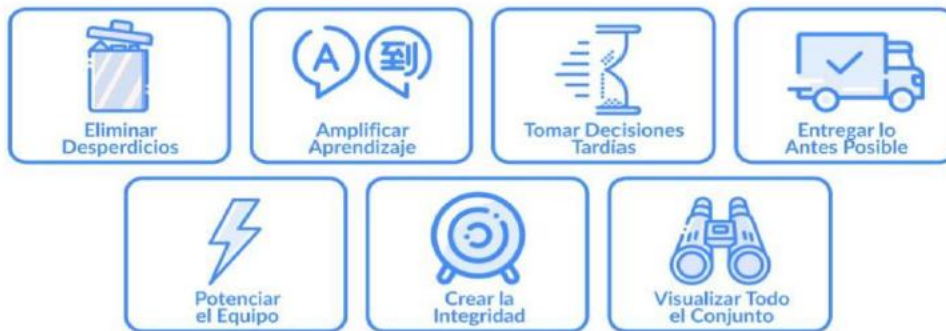 A 到
Eliminar
Desperdicios
Amplificar
Aprendizaje
Tomar Decisiones
Tardías
Entregar lo
Antes Posible
Potenciar
el Equipo
Crear la
Integridad
Visualizar Todo
el Conjunto